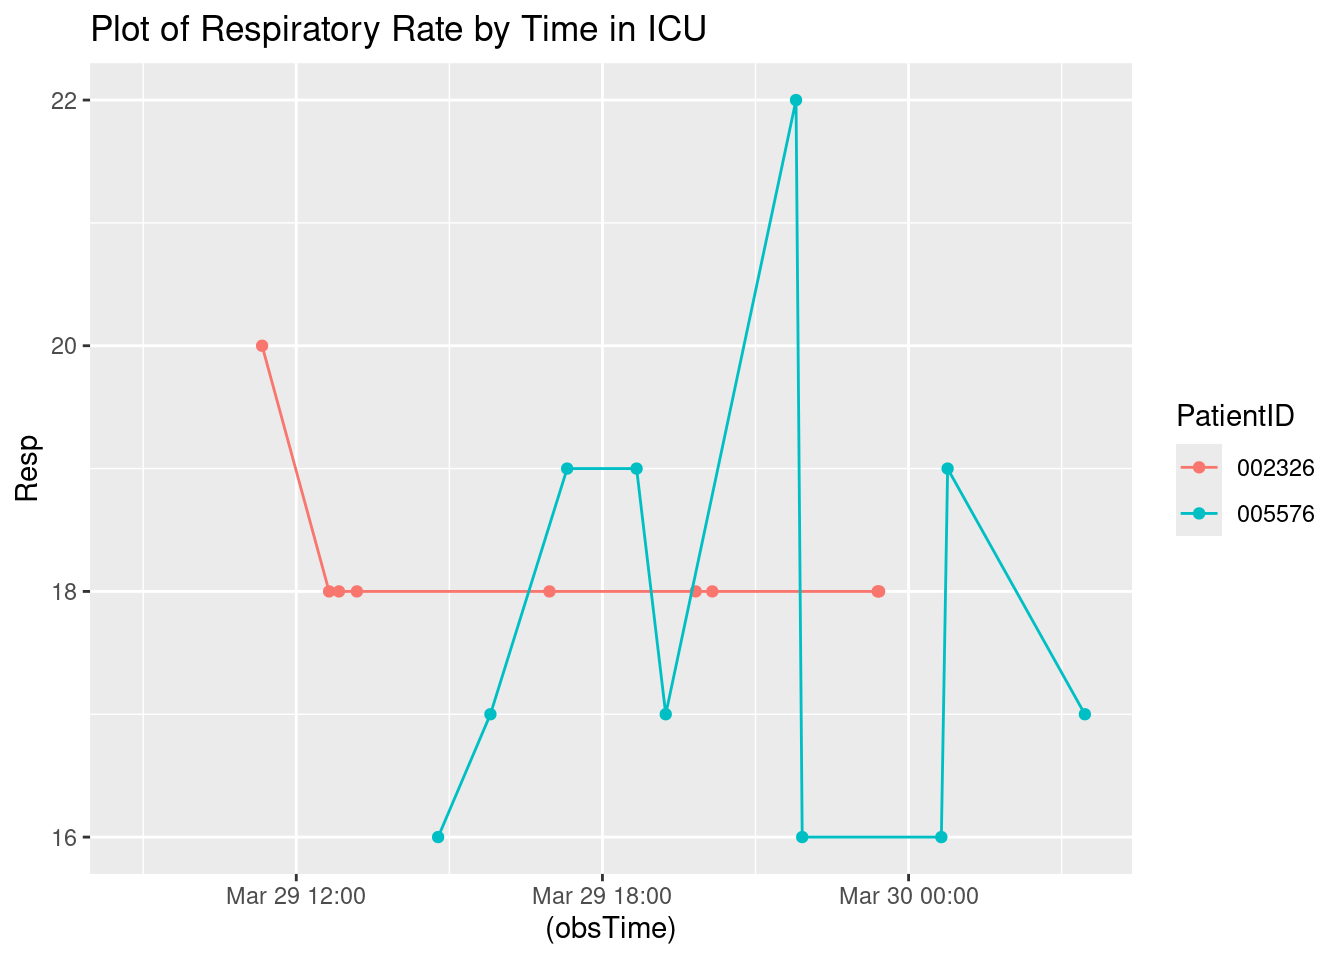 Plot of Respiratory Rate by Time in ICU
22
20
18
16
Resp
Mar 29 12:00
Mar 29 18:00
Mar 30 00:00
(obsTime)
PatientID
002326
005576